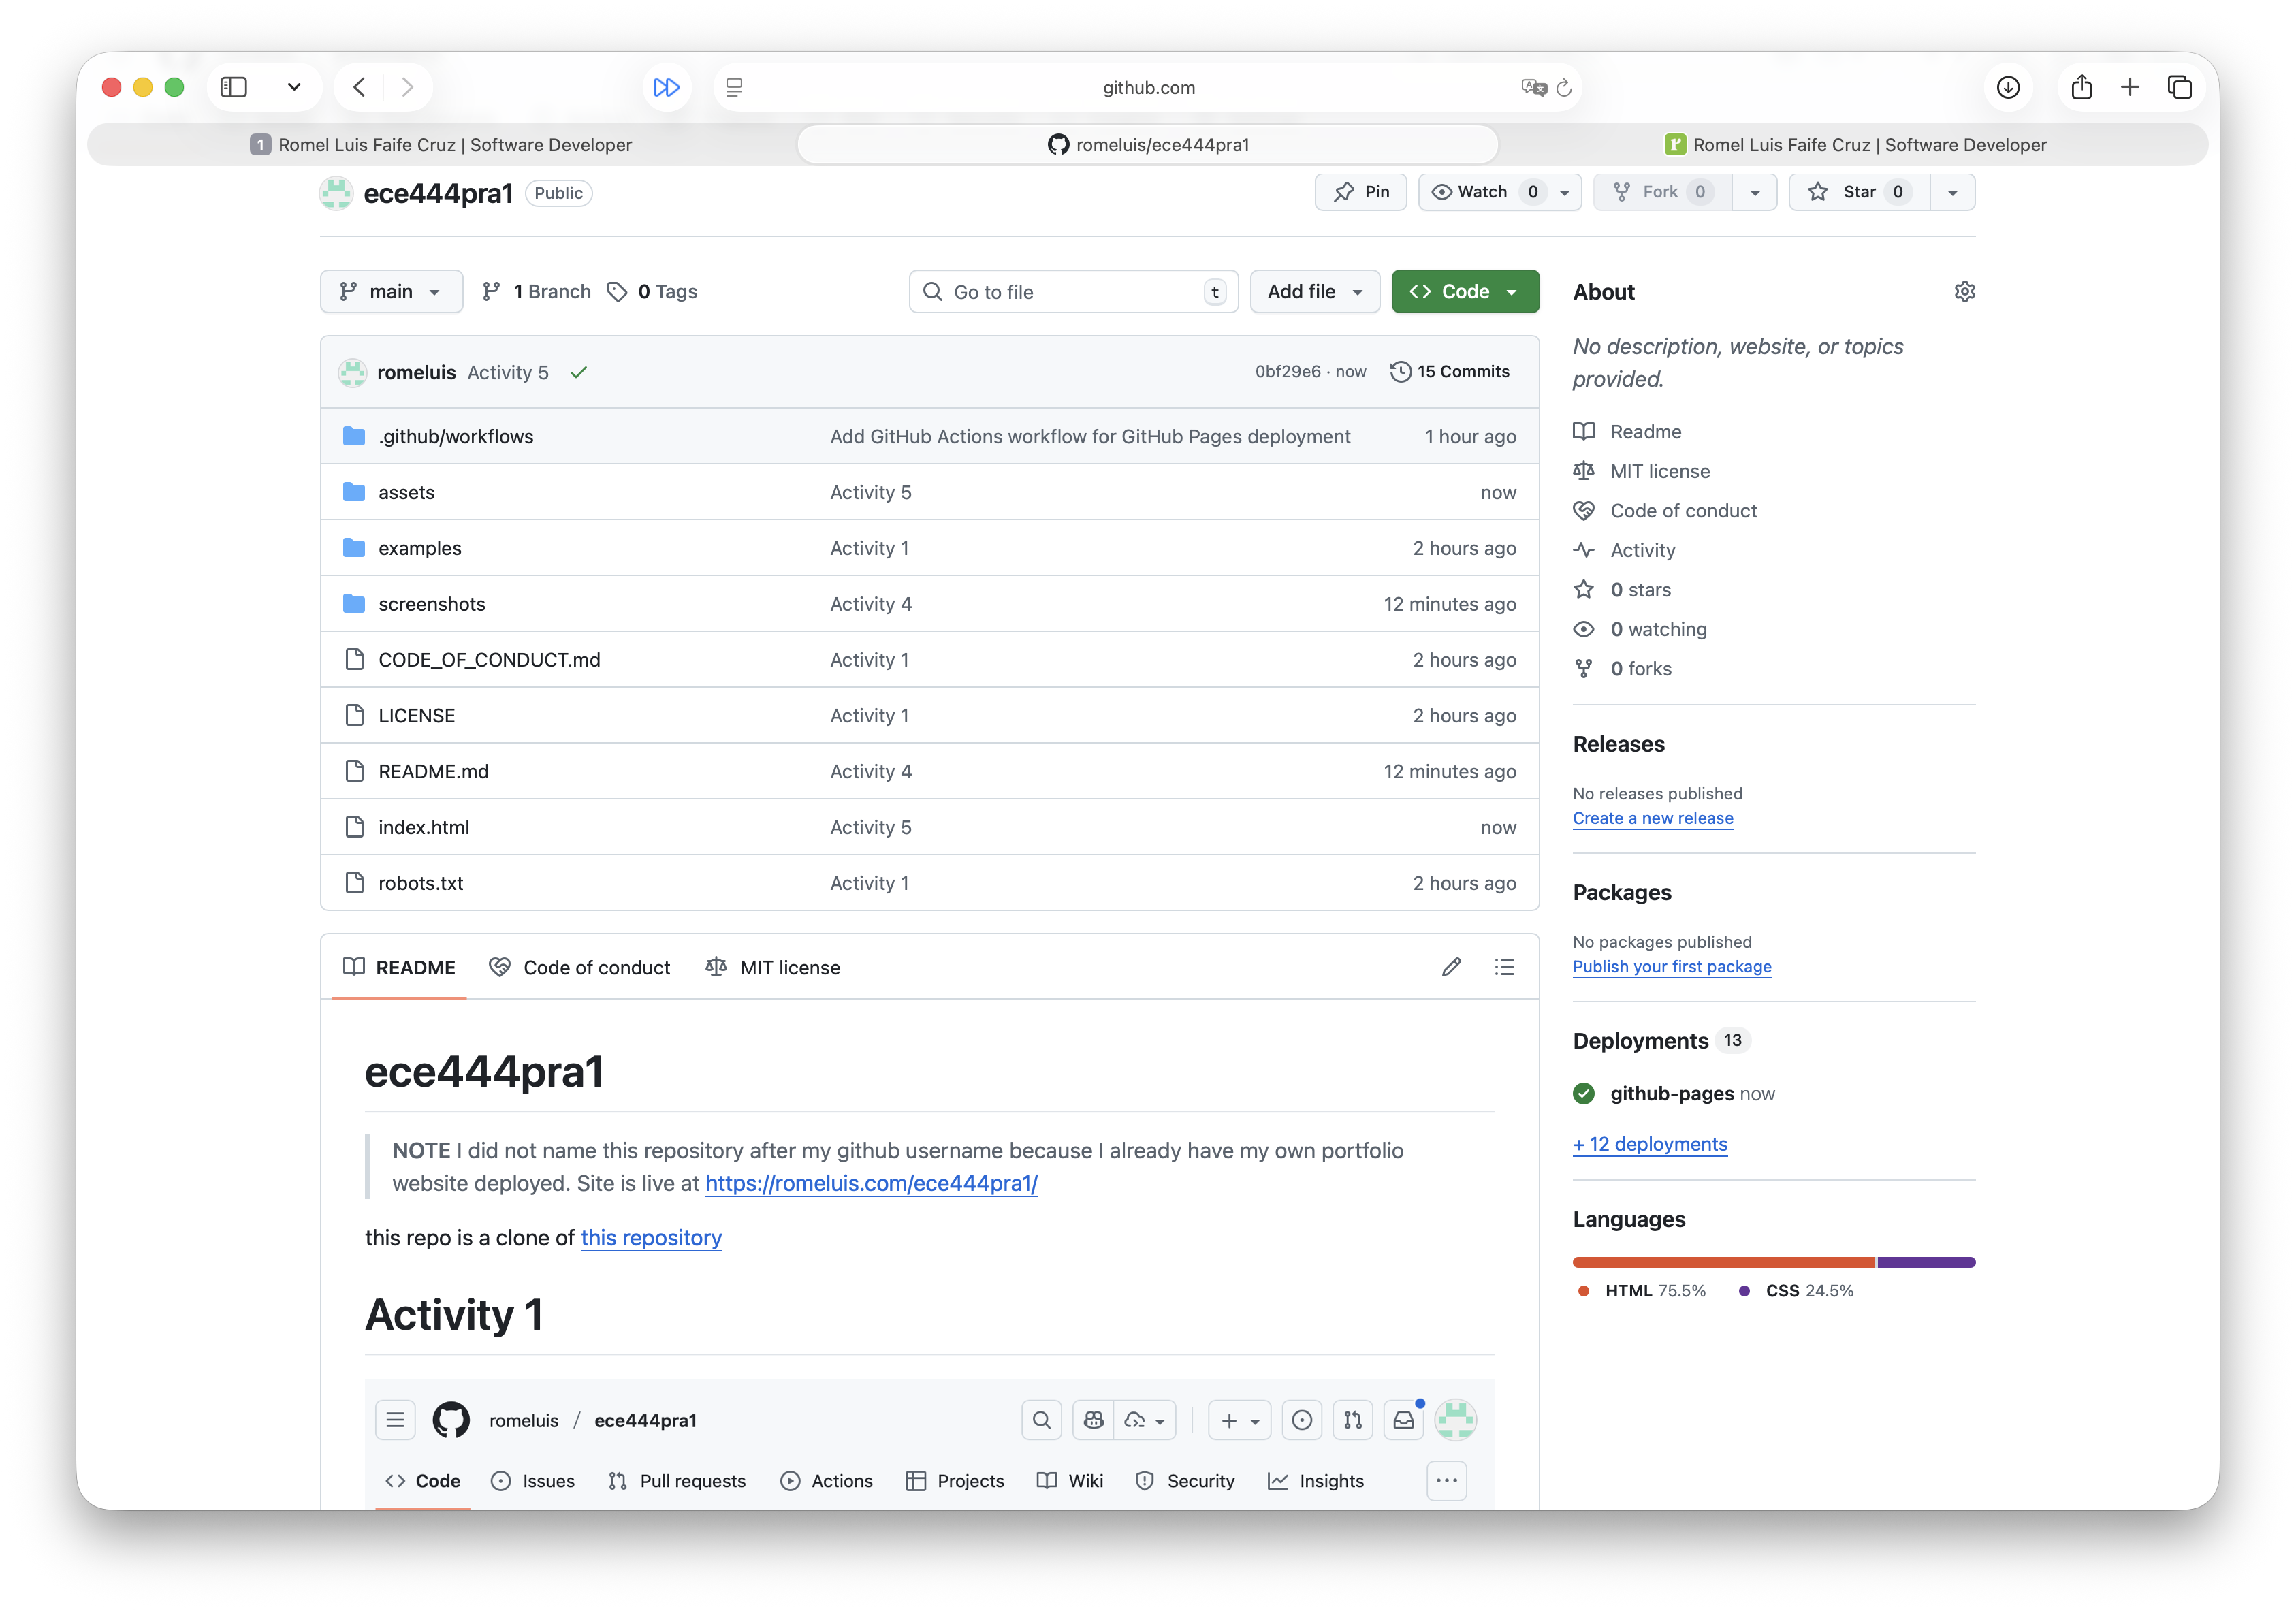 github.com
1 Romel Luis Faife Cruz | Software Developer
romeluis/ece444pra1
r Romel Luis Faife Cruz | Software Developer
ece444pra1 Public
Pin Watch 0 Fork 0 Star 0
main 1 Branch 0 Tags Go to file t Add file Code
romeluis Activity 5 0bf29e6 · now 15 Commits
.github/workflows Add GitHub Actions workflow for GitHub Pages deployment 1 hour ago
assets Activity 5 now
examples Activity 1 2 hours ago
screenshots Activity 4 12 minutes ago
CODE_OF_CONDUCT.md Activity 1 2 hours ago
LICENSE Activity 1 2 hours ago
README.md Activity 4 12 minutes ago
index.html Activity 5 now
robots.txt Activity 1 2 hours ago
README Code of conduct MIT license
ece444pra1
NOTE I did not name this repository after my github username because I already have my own portfolio
website deployed. Site is live at https://romeluis.com/ece444pra1/
this repo is a clone of this repository
Activity 1
romeluis / ece444pra1
Code Issues Pull requests Actions Projects Wiki Security Insights
About
No description, website, or topics
provided.
Readme
MIT license
Code of conduct
Activity
0 stars
0 watching
0 forks
Releases
No releases published
Create a new release
Packages
No packages published
Publish your first package
Deployments 13
github-pages now
+ 12 deployments
Languages
HTML 75.5% CSS 24.5%